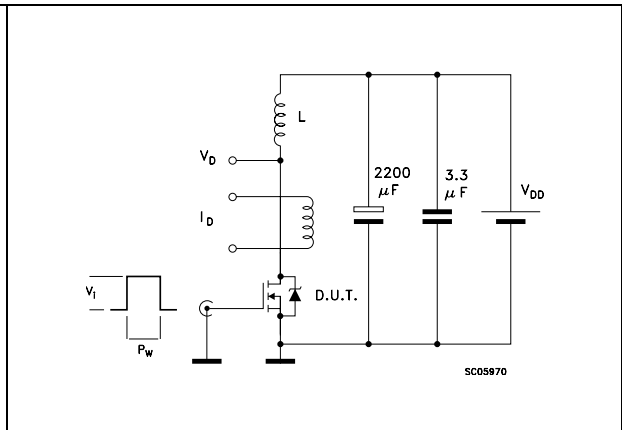 L
V_D
2200
μF
3.3
μF
V_DD
I_D
V_i
D.U.T.
P_W
SC05970